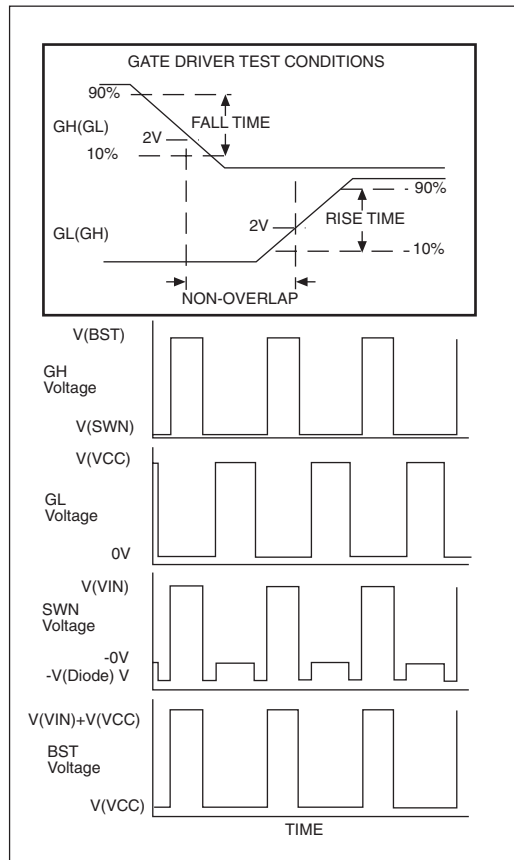 GATE DRIVER TEST CONDITIONS
90%
FALL TIME
GH(GL)
2V
10%
90%
RISE TIME
2V
GL(GH)
10%
NON-OVERLAP
V(BST)
GH
Voltage
V(SWN)
V(VCC)
GL
Voltage
0V
V(VIN)
SWN
Voltage
-0V
-V(Diode) V
V(VIN)+V(VCC)
BST
Voltage
V(VCC)
TIME